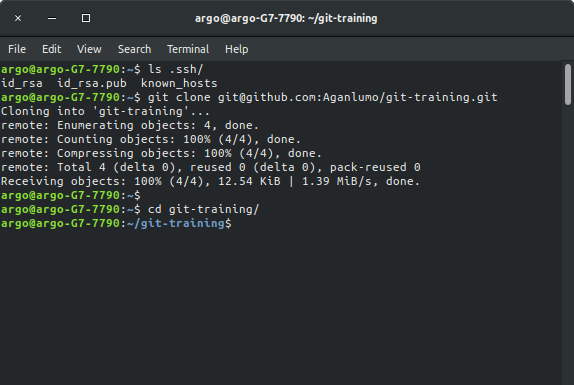 argo@argo-G7-7790: ~/git-training
File Edit View Search Terminal Help
argo@argo-G7-7790:~$ ls .ssh/
id_rsa  id_rsa.pub  known_hosts
argo@argo-G7-7790:~$ git clone git@github.com:Aganlumo/git-training.git
Cloning into 'git-training'...
remote: Enumerating objects: 4, done.
remote: Counting objects: 100% (4/4), done.
remote: Compressing objects: 100% (4/4), done.
remote: Total 4 (delta 0), reused 0 (delta 0), pack-reused 0
Receiving objects: 100% (4/4), 12.54 KiB | 1.39 MiB/s, done.
argo@argo-G7-7790:~$
argo@argo-G7-7790:~$ cd git-training/
argo@argo-G7-7790:~/git-training$